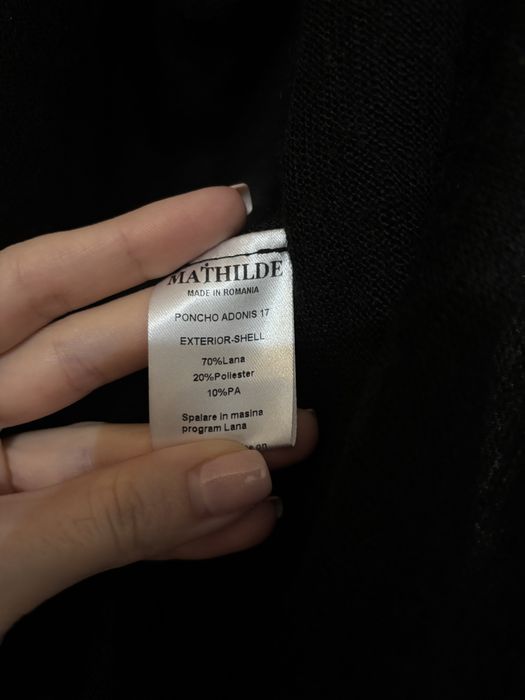 MATHILDE
MADE IN ROMANIA
PONCHO ADONIS 17
EXTERIOR-SHELL
70%Lana
20%Poliester
10%PA
Spalare in masina
program Lana
on